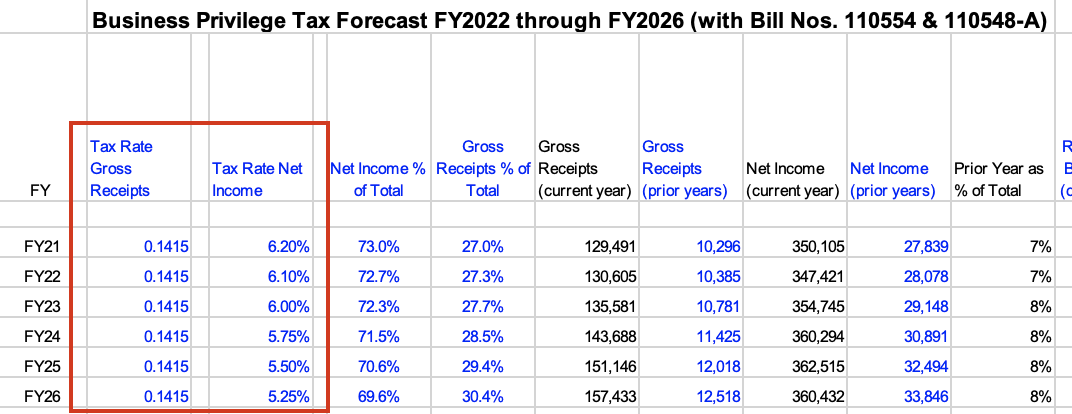 Business Privilege Tax Forecast FY2022 through FY2026 (with Bill Nos. 110554 & 110548-A)
FY
Tax Rate
Gross
Receipts
Tax Rate Net
Income
Net Income %
of Total
Gross
Receipts % of
Total
Gross
Receipts
(current year)
Gross
Receipts
(prior years)
Net Income
(current year)
Net Income
(prior years)
Prior Year as
% of Total
FY21 0.1415 6.20% 73.0% 27.0% 129,491 10,296 350,105 27,839 7%
FY22 0.1415 6.10% 72.7% 27.3% 130,605 10,385 347,421 28,078 7%
FY23 0.1415 6.00% 72.3% 27.7% 135,581 10,781 354,745 29,148 8%
FY24 0.1415 5.75% 71.5% 28.5% 143,688 11,425 360,294 30,891 8%
FY25 0.1415 5.50% 70.6% 29.4% 151,146 12,018 362,515 32,494 8%
FY26 0.1415 5.25% 69.6% 30.4% 157,433 12,518 360,432 33,846 8%